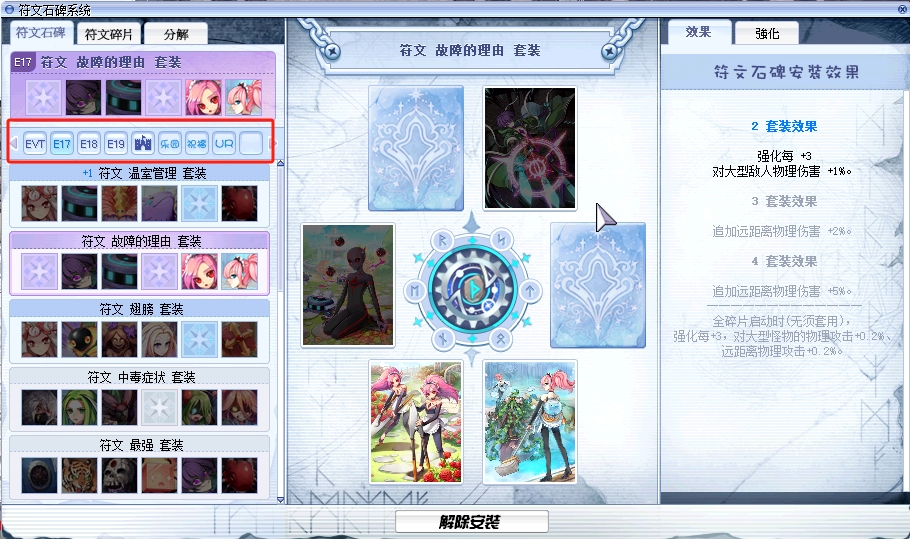 符文石碑系统
符文石碑
符文碎片
分解
E17 符文 故障的理由 套装
EVT E17 E18 E19 乐园 祝福 UR
+1 符文 温室管理 套装
符文 故障的理由 套装
符文 翅膀 套装
符文 中毒症状 套装
符文 最强 套装
符文 故障的理由 套装
解除安装
效果
強化
符文石碑安装效果
2 套装效果
强化每 +3
对大型敌人物理伤害 +1%。
3 套装效果
追加远距离物理伤害 +2%。
4 套装效果
追加远距离物理伤害 +5%。
全碎片启动时(无须套用),
强化每+3, 对大型怪物的物理攻击+0.2%、
远距离物理攻击+0.2%。